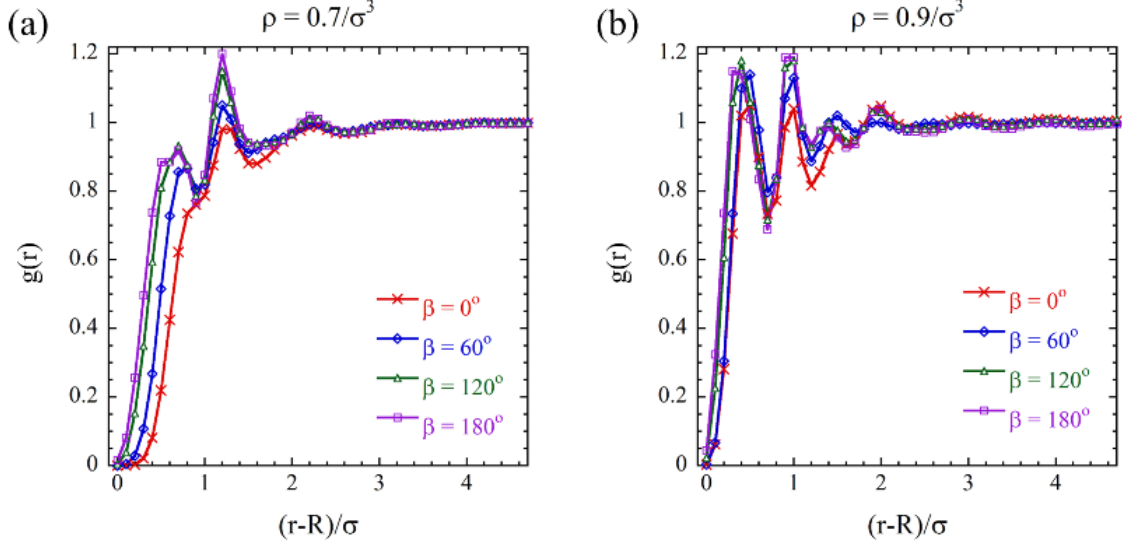 (a)
ρ = 0.7/σ³
1.2
1
0.8
0.6
0.4
0.2
0
g(r)
β = 0°
β = 60°
β = 120°
β = 180°
0 1 2 3 4
(r-R)/σ
(b)
ρ = 0.9/σ³
1.2
1
0.8
0.6
0.4
0.2
0
g(r)
β = 0°
β = 60°
β = 120°
β = 180°
0 1 2 3 4
(r-R)/σ